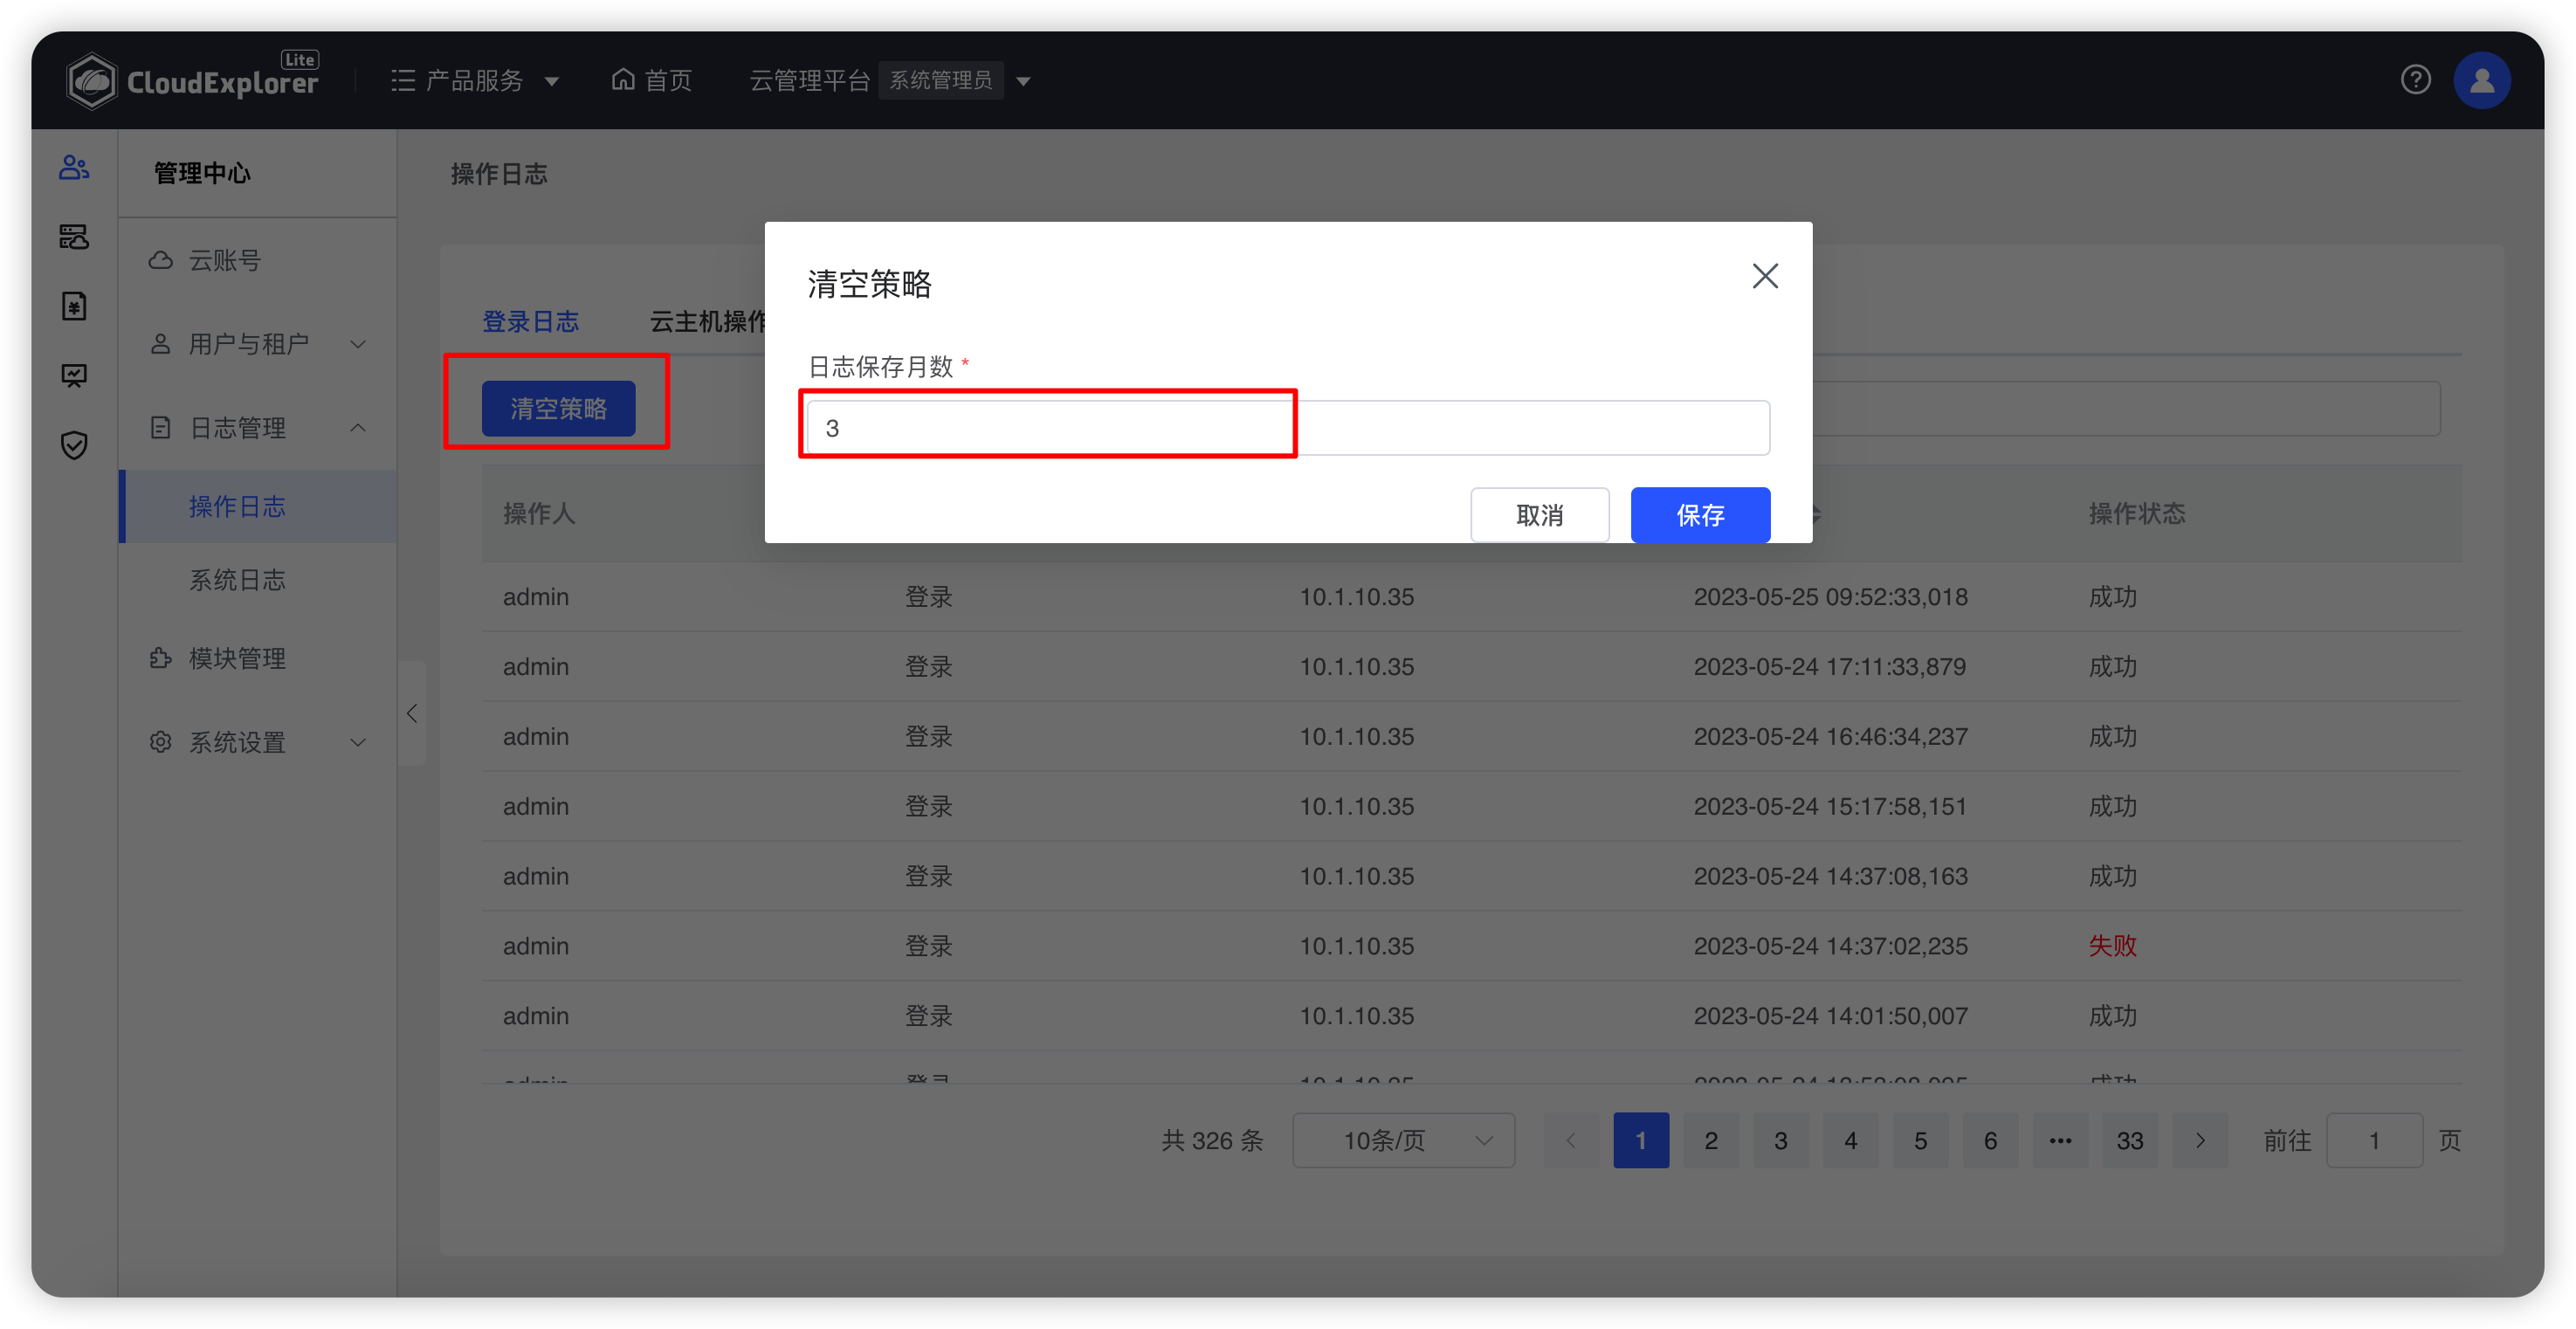 CloudExplorer Lite
产品服务
首页
云管理平台 系统管理员
管理中心
云账号
用户与租户
日志管理
操作日志
系统日志
模块管理
系统设置
操作日志
登录日志 云主机操作
清空策略
清空策略
日志保存月数 *
3
取消 保存
操作人 操作状态
admin 登录 10.1.10.35 2023-05-25 09:52:33,018 成功
admin 登录 10.1.10.35 2023-05-24 17:11:33,879 成功
admin 登录 10.1.10.35 2023-05-24 16:46:34,237 成功
admin 登录 10.1.10.35 2023-05-24 15:17:58,151 成功
admin 登录 10.1.10.35 2023-05-24 14:37:08,163 成功
admin 登录 10.1.10.35 2023-05-24 14:37:02,235 失败
admin 登录 10.1.10.35 2023-05-24 14:01:50,007 成功
共 326 条 10条/页 1 2 3 4 5 6 ••• 33 前往 1 页